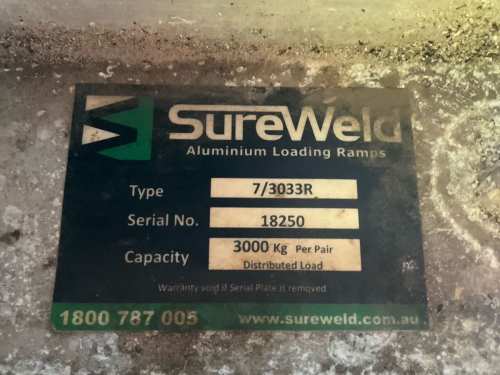 SureWeld
Aluminium Loading Ramps
Type 7/3033R
Serial No. 18250
Capacity 3000 Kg Per Pair
Distributed Load
Warranty void if Serial Plate is removed
1800 787 005 www.sureweld.com.au